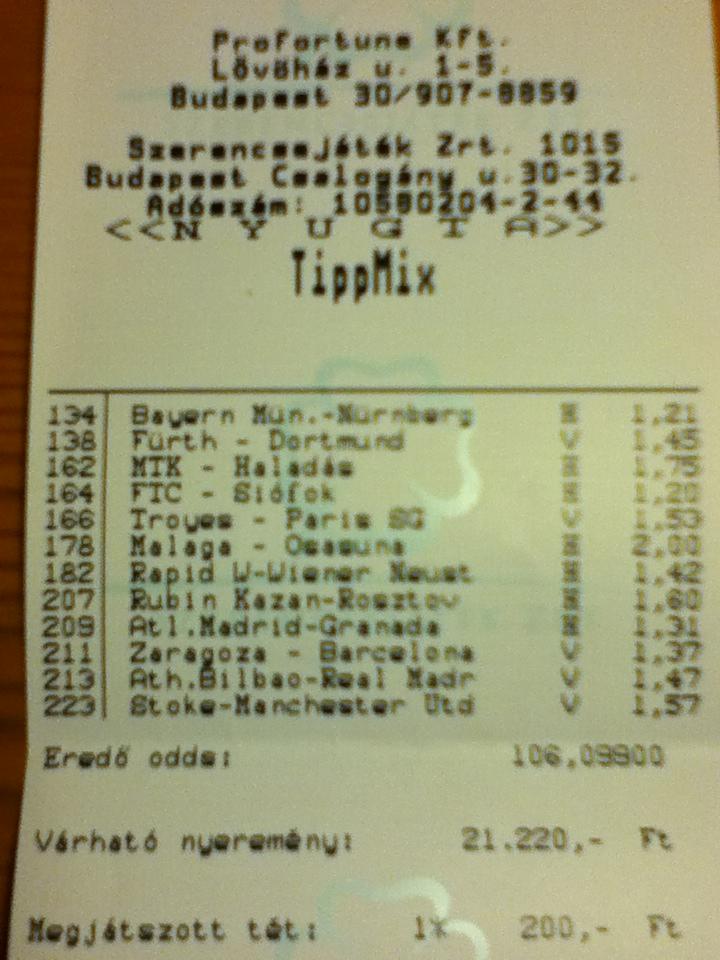 Profortune Kft.
Lövőház u. 1-5.
Budapest 30/907-8859
Szerencsejáték Zrt. 1015
Budapest Csalogány u.30-32.
Adószám: 10580204-2-44
<<N Y U G T A>>
TippMix
134 Bayern Mün.-Nürnberg H 1,21
138 Fürth - Dortmund V 1,45
162 MTK - Haladás H 1,75
164 FTC - Siófok H 1,20
166 Troyes - Paris SG V 1,53
178 Malaga - Osasuna H 2,00
182 Rapid W-Wiener Neust H 1,42
207 Rubin Kazan-Rosztov H 1,60
209 Atl.Madrid-Granada H 1,31
211 Zaragoza - Barcelona V 1,37
213 Ath.Bilbao-Real Madr V 1,47
223 Stoke-Manchester Utd V 1,57
Eredő odds: 106,09900
Várható nyeremény: 21.220,- Ft
Megjátszott tét: 1* 200,- Ft